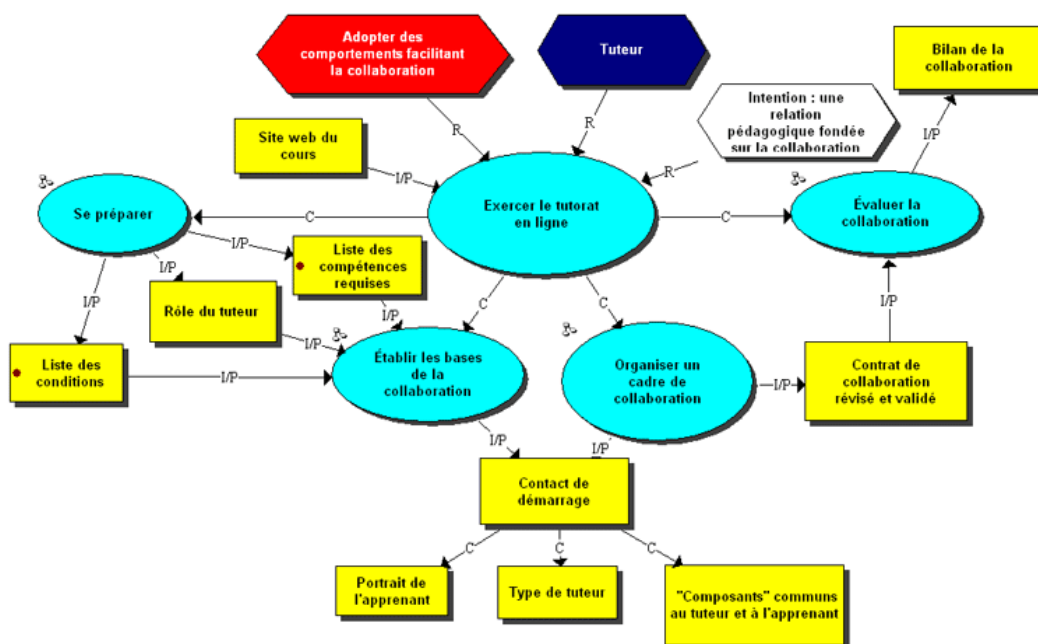 Adopter des
comportements facilitant
la collaboration
Tuteur
Bilan de la
collaboration
Intention : une
relation
pédagogique fondée
sur la collaboration
R
R
I/P
Site web du
cours
R
I/P
Se préparer
C
Exercer le tutorat
en ligne
C
Évaluer la
collaboration
I/P
I/P
Liste des
compétences
requises
C
C
I/P
I/P
Rôle du tuteur
I/P
I/P
Liste des
conditions
I/P
Établir les bases
de la
collaboration
Organiser un
cadre de
collaboration
I/P
Contrat de
collaboration
révisé et validé
I/P
I/P
Contact de
démarrage
C
C
C
Portrait de
l'apprenant
Type de tuteur
"Composants" communs
au tuteur et à l'apprenant